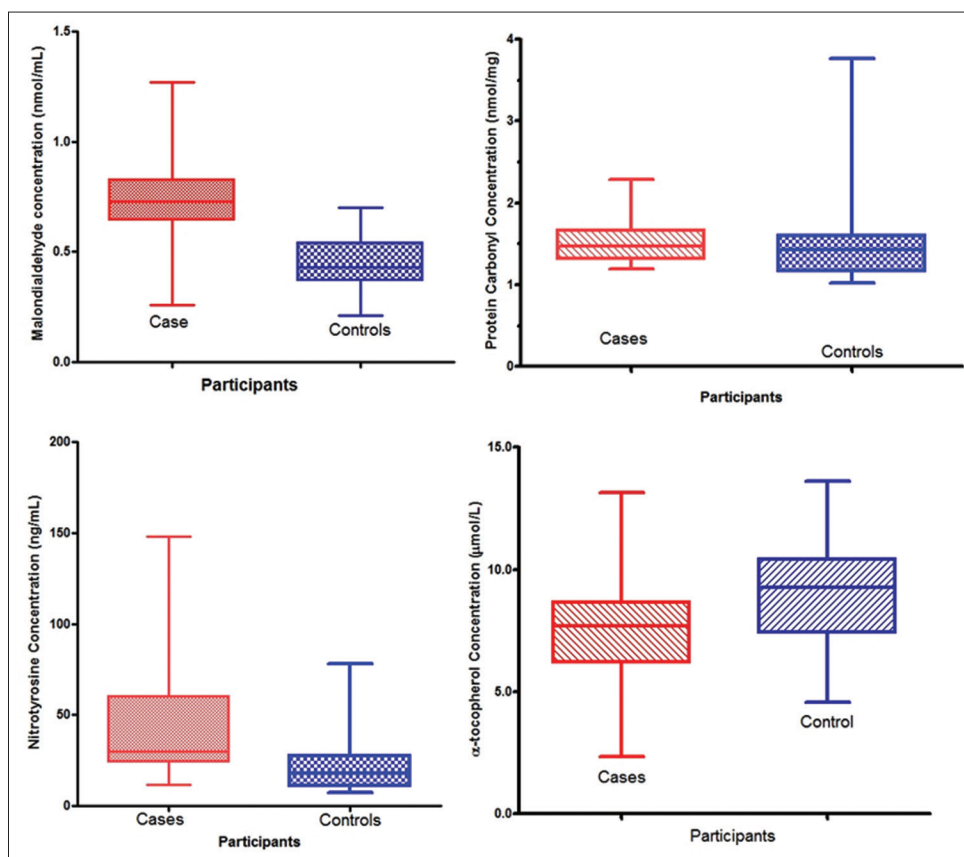 Malondialdehyde concentration (nmol/mL)
1.5
1.0
0.5
0.0
Case
Controls
Participants
Protein Carbonyl Concentration (nmol/mg)
4
3
2
1
0
Cases
Controls
Participants
Nitrotyrosine Concentration (ng/mL)
200
150
100
50
0
Cases
Controls
Participants
α-tocopherol Concentration (μmol/L)
15.0
10.0
5.0
0.0
Cases
Control
Participants